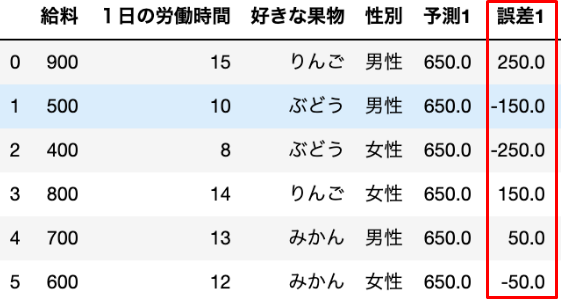 給料 １日の労働時間 好きな果物 性別 予測1 誤差1
0 900 15 りんご 男性 650.0 250.0
1 500 10 ぶどう 男性 650.0 -150.0
2 400 8 ぶどう 女性 650.0 -250.0
3 800 14 りんご 女性 650.0 150.0
4 700 13 みかん 男性 650.0 50.0
5 600 12 みかん 女性 650.0 -50.0